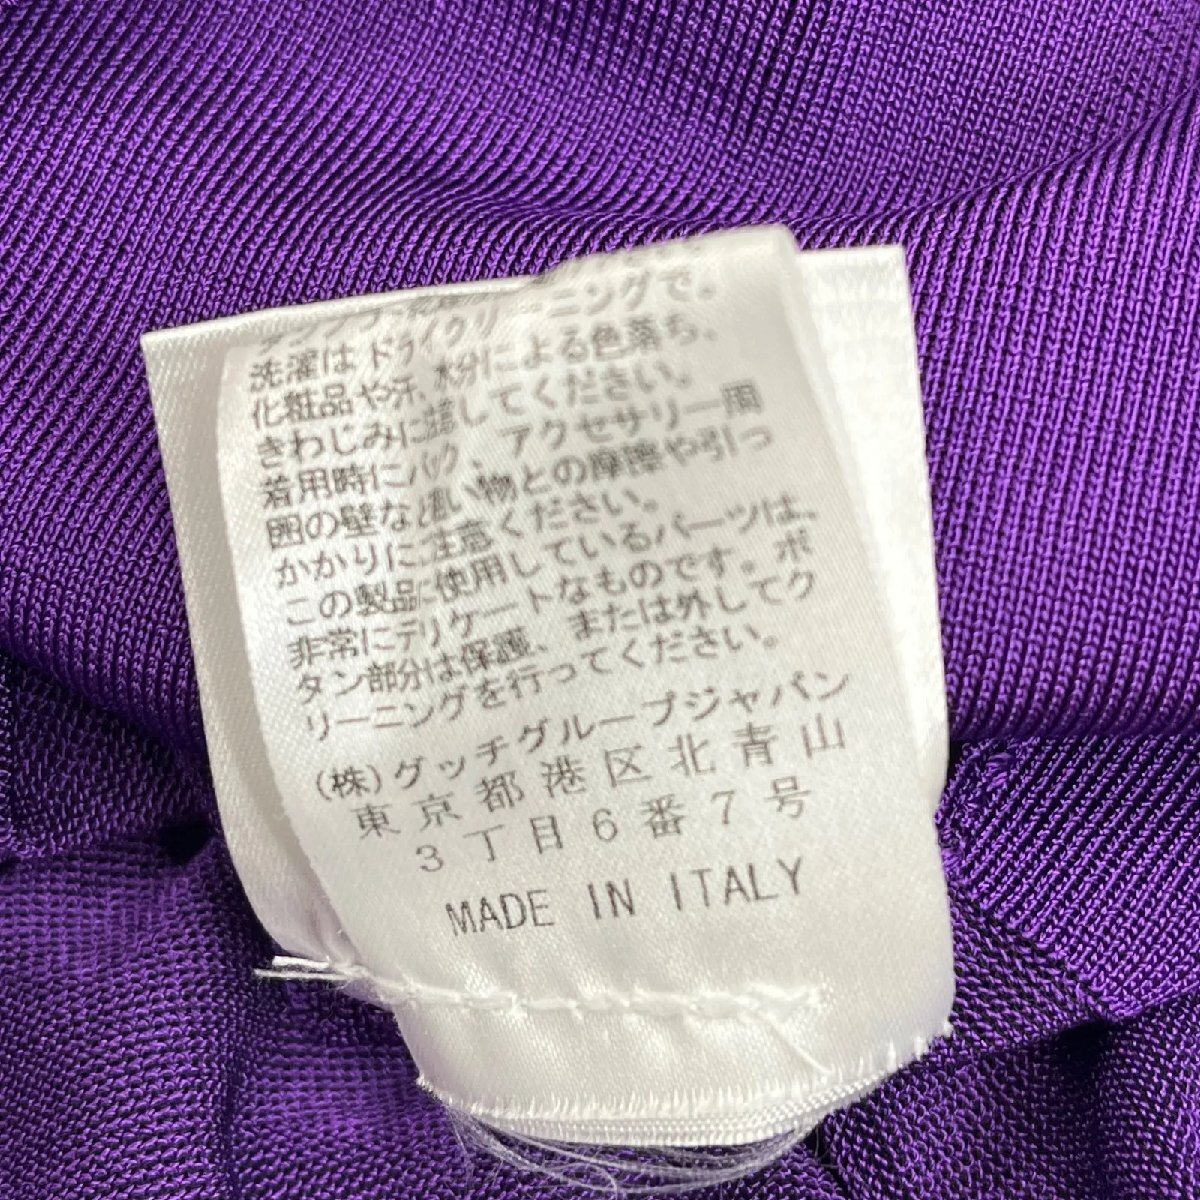 洗濯はドライクリーニングで。
化粧品や汗、水分による色落ち、
きわじみに注意してください。
着用時にバッグ、アクセサリー周
囲の壁など粗い物との摩擦や引っ
かかりに注意ください。
この製品に使用しているパーツは、
非常にデリケートなものです。ボ
タン部分は保護、または外してク
リーニングを行ってください。
(株)グッチグループジャパン
東京都港区北青山
3丁目6番7号
MADE IN ITALY